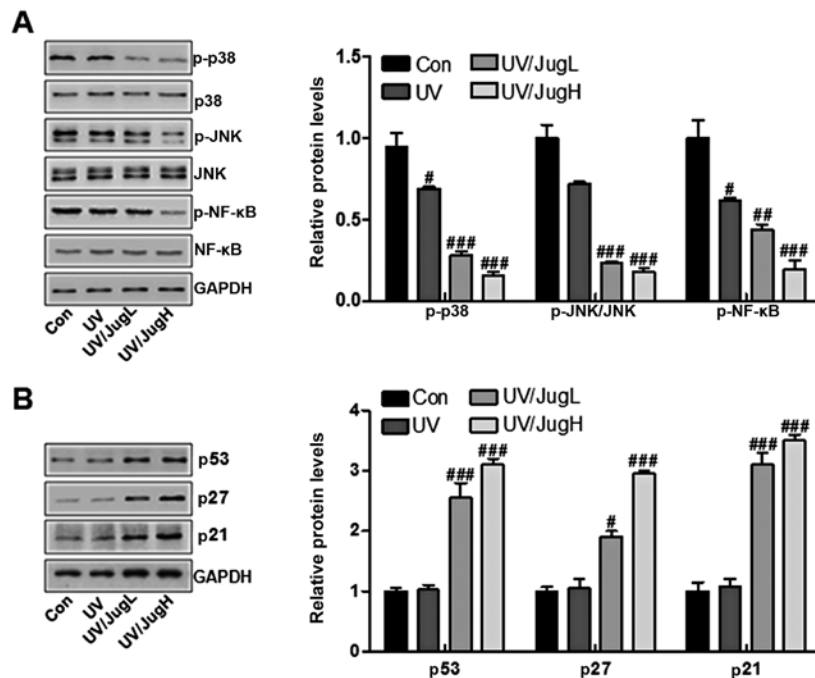 A
p-p38
p38
p-JNK
JNK
p-NF-κB
NF-κB
GAPDH
Con
UV
UV/JugL
UV/JugH
Relative protein levels
1.5
1.0
0.5
0.0
Con
UV
UV/JugL
UV/JugH
#
###
###
###
###
#
##
###
p-p38
p-JNK/JNK
p-NF-κB
B
p53
p27
p21
GAPDH
Con
UV
UV/JugL
UV/JugH
Relative protein levels
4
3
2
1
0
Con
UV
UV/JugL
UV/JugH
###
###
#
###
###
###
p53
p27
p21